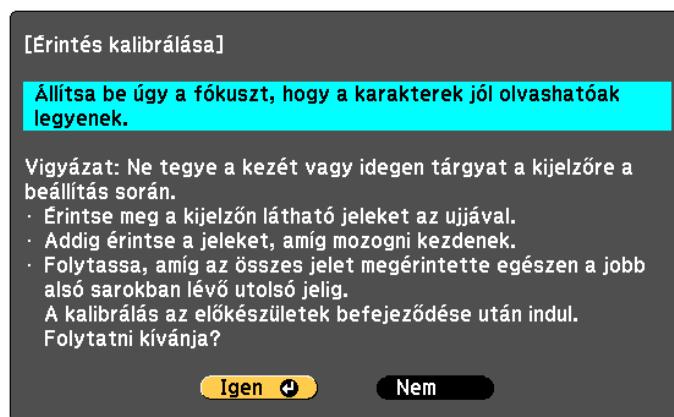 [Érintés kalibrálása]
Állítsa be úgy a fókuszt, hogy a karakterek jól olvashatóak
legyenek.
Vigyázat: Ne tegye a kezét vagy idegen tárgyat a kijelzőre a
beállítás során.
· Érintse meg a kijelzőn látható jeleket az ujjával.
· Addig érintse a jeleket, amíg mozogni kezdenek.
· Folytassa, amíg az összes jelet megérintette egészen a jobb
alsó sarokban lévő utolsó jelig.
A kalibrálás az előkészületek befejeződése után indul.
Folytatni kívánja?
Igen
Nem